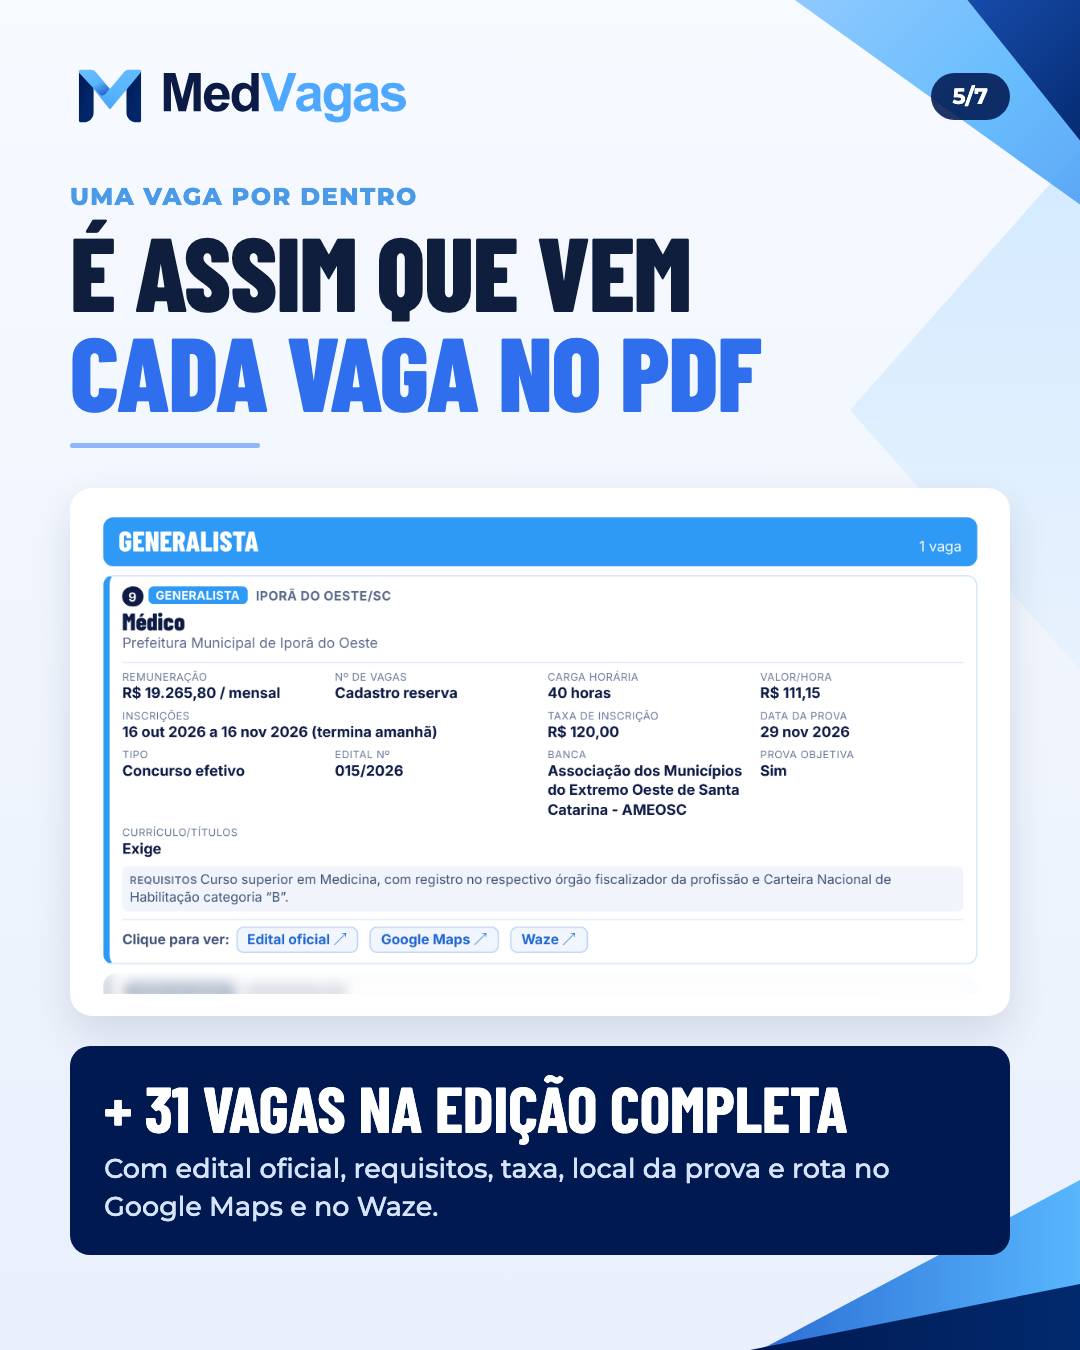 MedVagas
5/7
UMA VAGA POR DENTRO
É ASSIM QUE VEM
CADA VAGA NO PDF
GENERALISTA
1 vaga
9 GENERALISTA IPORÃ DO OESTE/SC
Médico
Prefeitura Municipal de Iporã do Oeste
REMUNERAÇÃO
R$ 19.265,80 / mensal
Nº DE VAGAS
Cadastro reserva
CARGA HORÁRIA
40 horas
VALOR/HORA
R$ 111,15
INSCRIÇÕES
16 out 2026 a 16 nov 2026 (termina amanhã)
TAXA DE INSCRIÇÃO
R$ 120,00
DATA DA PROVA
29 nov 2026
TIPO
Concurso efetivo
EDITAL Nº
015/2026
BANCA
Associação dos Municípios
do Extremo Oeste de Santa
Catarina - AMEOSC
PROVA OBJETIVA
Sim
CURRÍCULO/TÍTULOS
Exige
REQUISITOS Curso superior em Medicina, com registro no respectivo órgão fiscalizador da profissão e Carteira Nacional de
Habilitação categoria “B”.
Clique para ver: Edital oficial ↗ Google Maps ↗ Waze ↗
+ 31 VAGAS NA EDIÇÃO COMPLETA
Com edital oficial, requisitos, taxa, local da prova e rota no
Google Maps e no Waze.